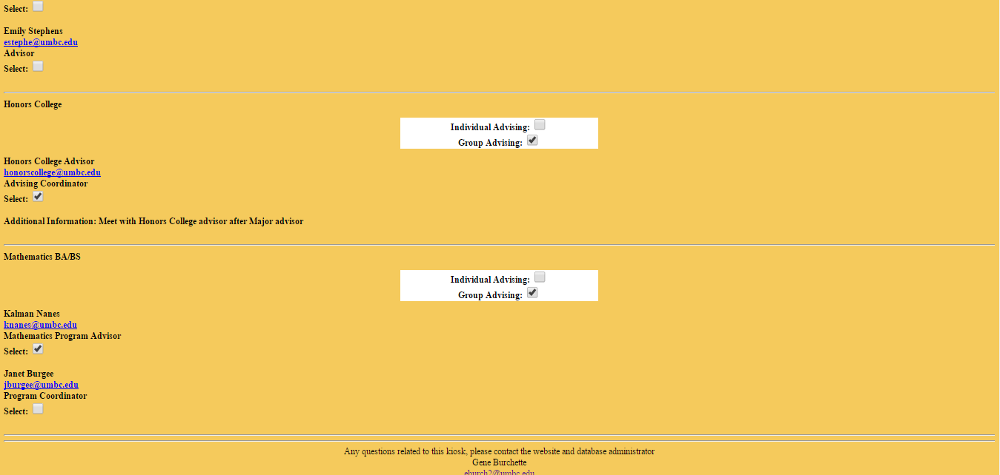 Select:
Emily Stephens
estephe@umbc.edu
Advisor
Select:
Honors College
Individual Advising:
Group Advising:
Honors College Advisor
honorscollege@umbc.edu
Advising Coordinator
Select:
Additional Information: Meet with Honors College advisor after Major advisor
Mathematics BA/BS
Individual Advising:
Group Advising:
Kalman Nanes
knanes@umbc.edu
Mathematics Program Advisor
Select:
Janet Burgee
jburgee@umbc.edu
Program Coordinator
Select:
Any questions related to this kiosk, please contact the website and database administrator
Gene Burchette
eburch2@umbc.edu